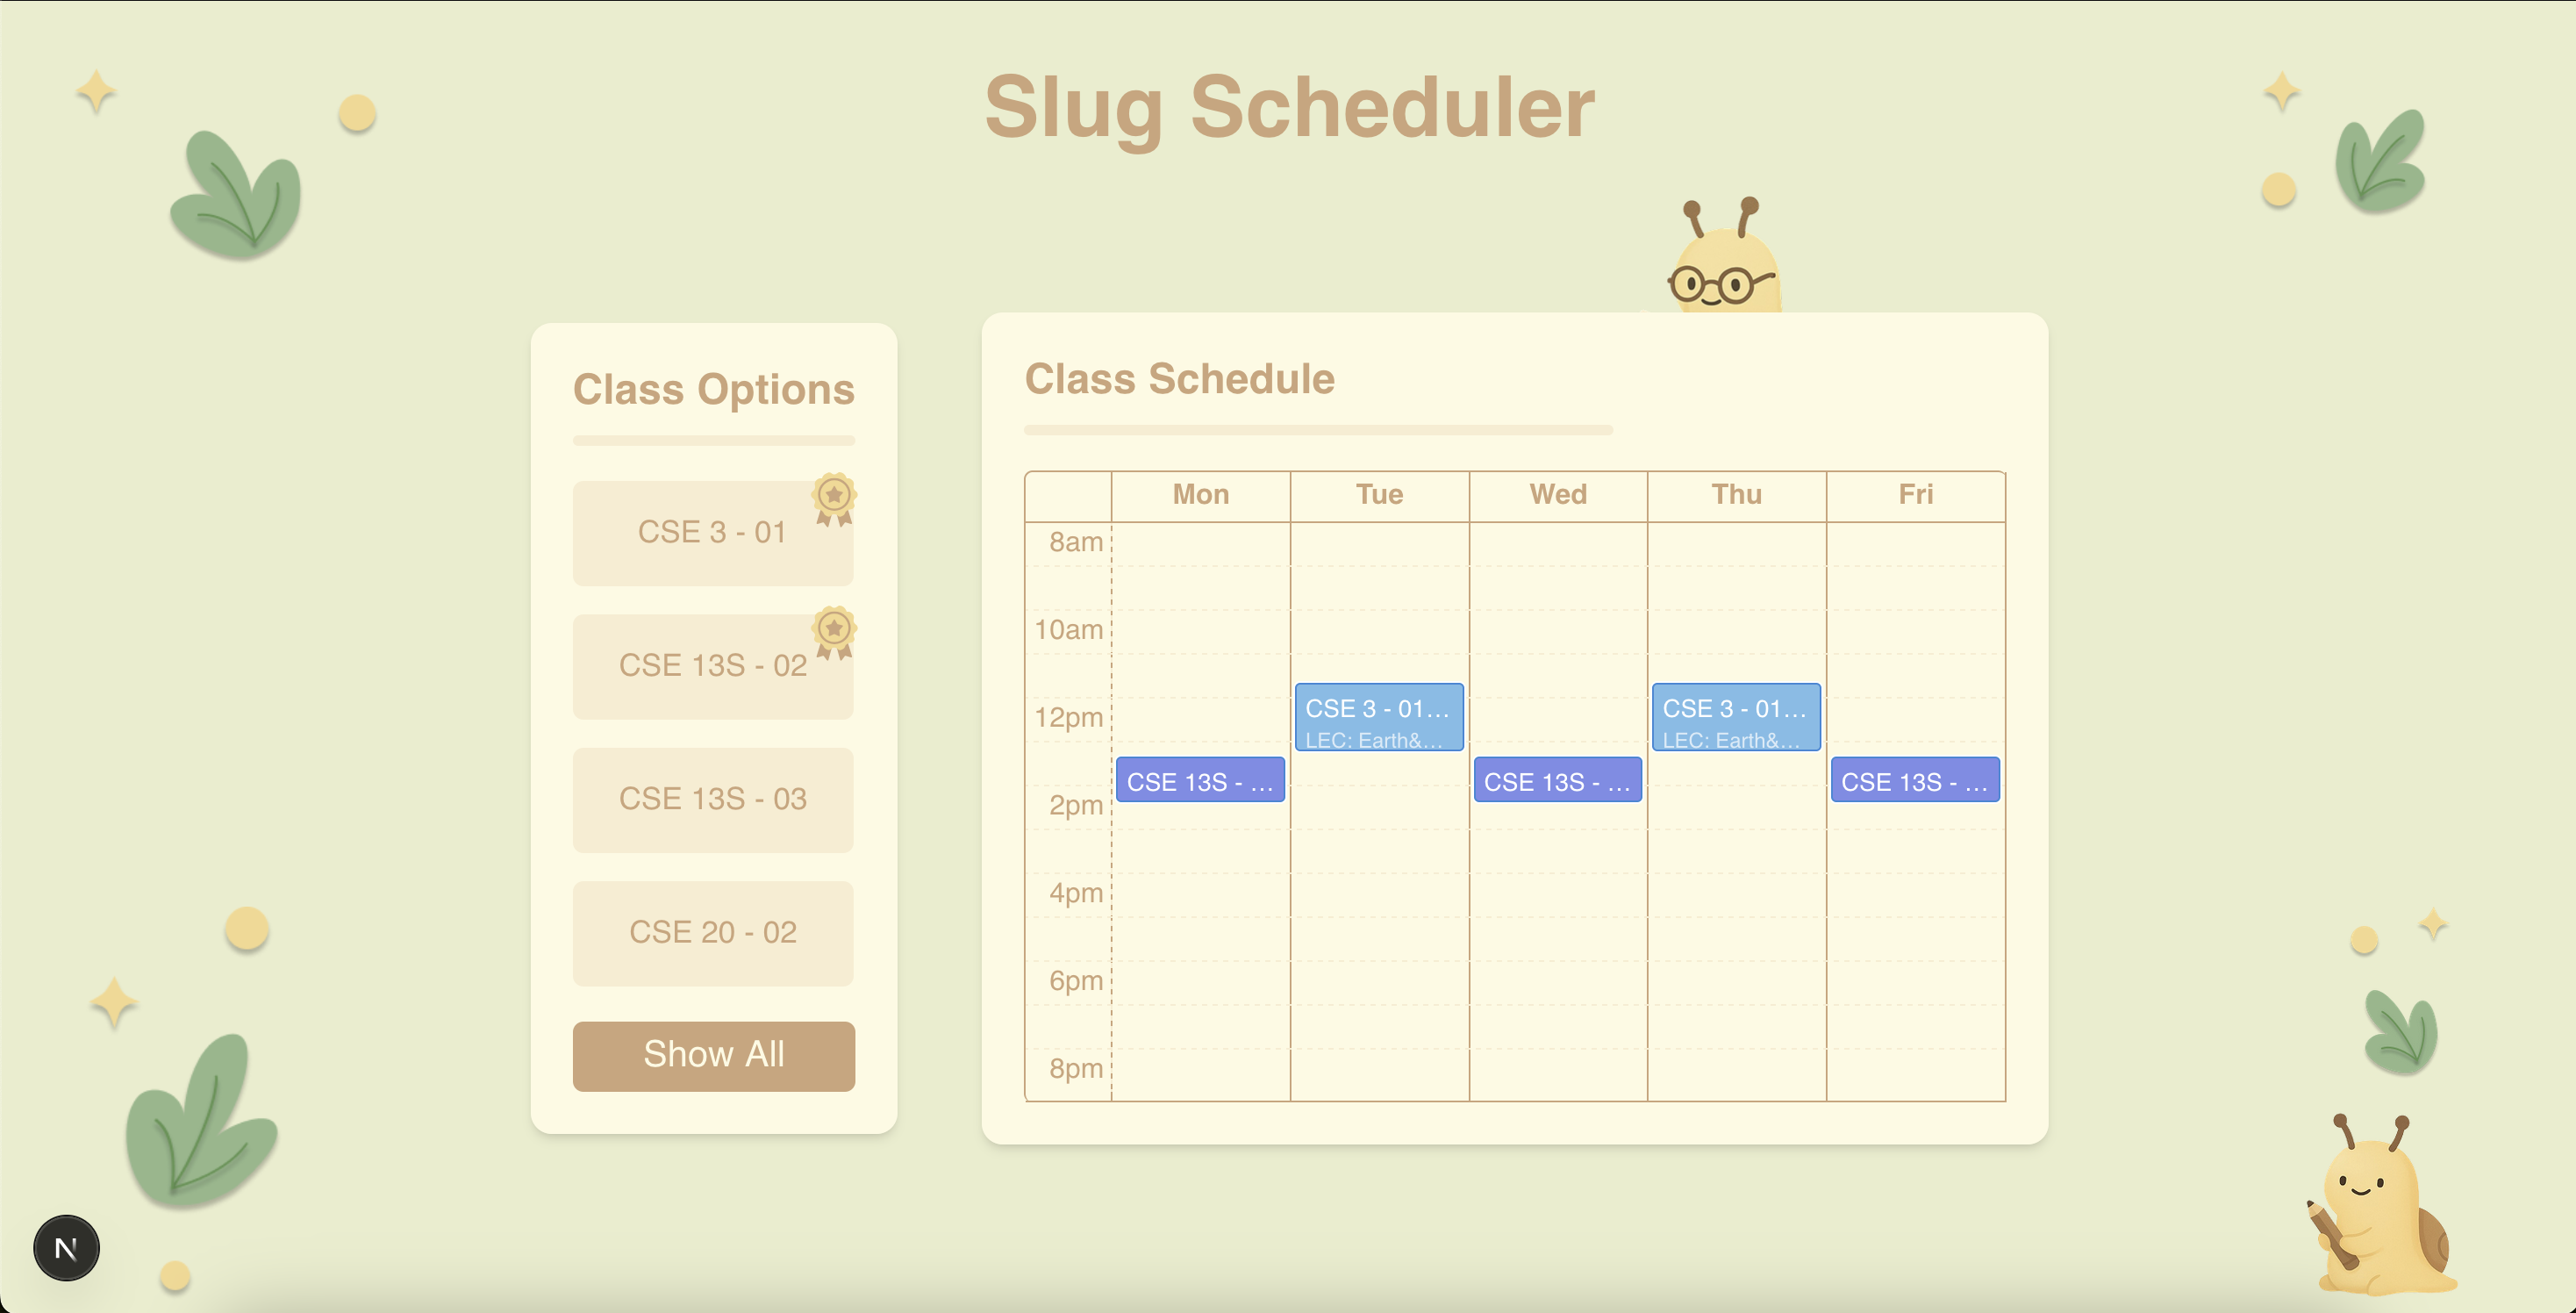 Slug Scheduler
Class Options
CSE 3 - 01
CSE 13S - 02
CSE 13S - 03
CSE 20 - 02
Show All
Class Schedule
Mon Tue Wed Thu Fri
8am
10am
12pm
2pm
4pm
6pm
8pm
CSE 3 - 01...
LEC: Earth&...
CSE 3 - 01...
LEC: Earth&...
CSE 13S - ...
CSE 13S - ...
CSE 13S - ...
N